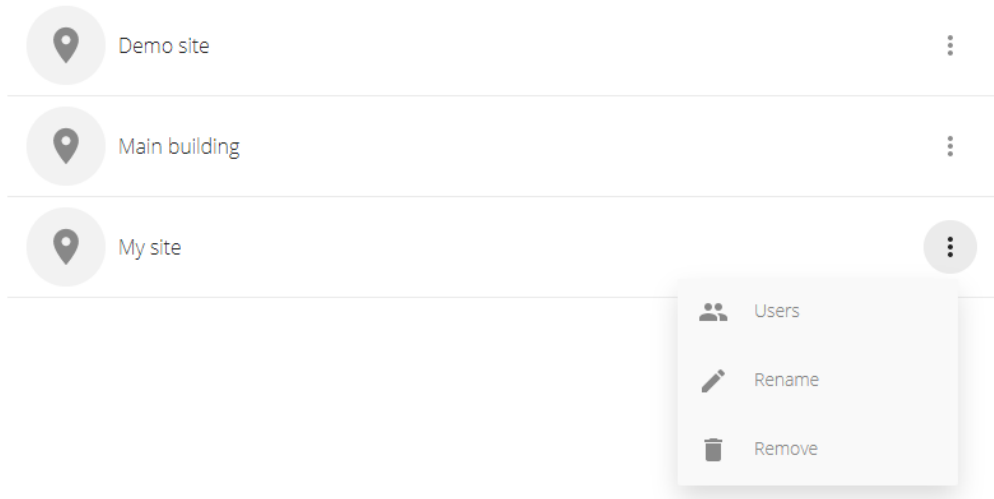 Demo site
Main building
My site
Users
Rename
Remove